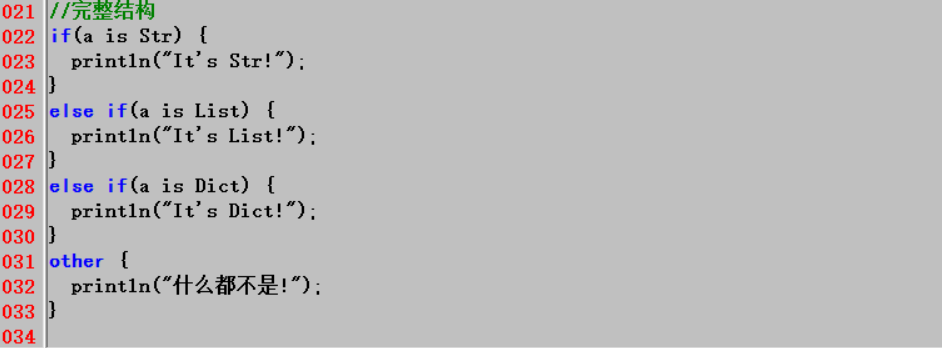 021 //完整结构
022 if(a is Str) {
023   println("It's Str!");
024 }
025 else if(a is List) {
026   println("It's List!");
027 }
028 else if(a is Dict) {
029   println("It's Dict!");
030 }
031 other {
032   println("什么都不是!");
033 }
034